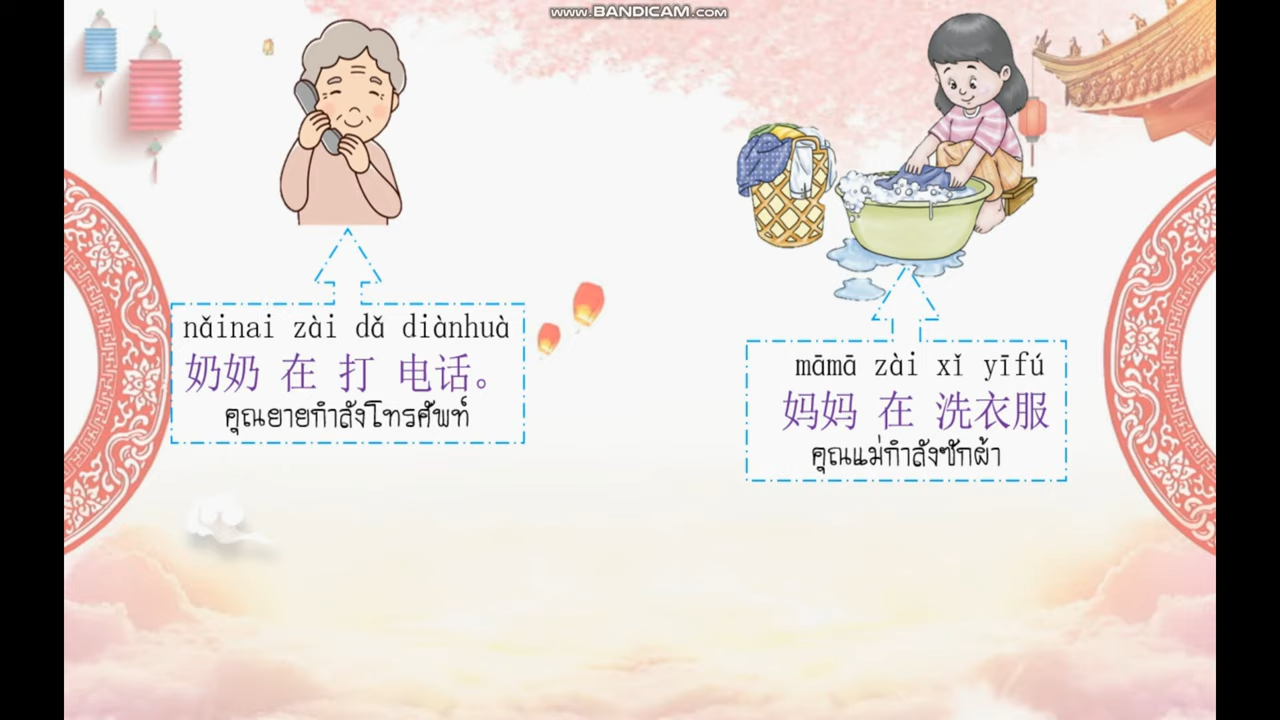 www.BANDICAM.com
nǎinai zài dǎ diànhuà
奶奶 在 打 电话。
คุณยายกำลังโทรศัพท์
māmā zài xǐ yīfú
妈妈 在 洗衣服
คุณแม่กำลังซักผ้า